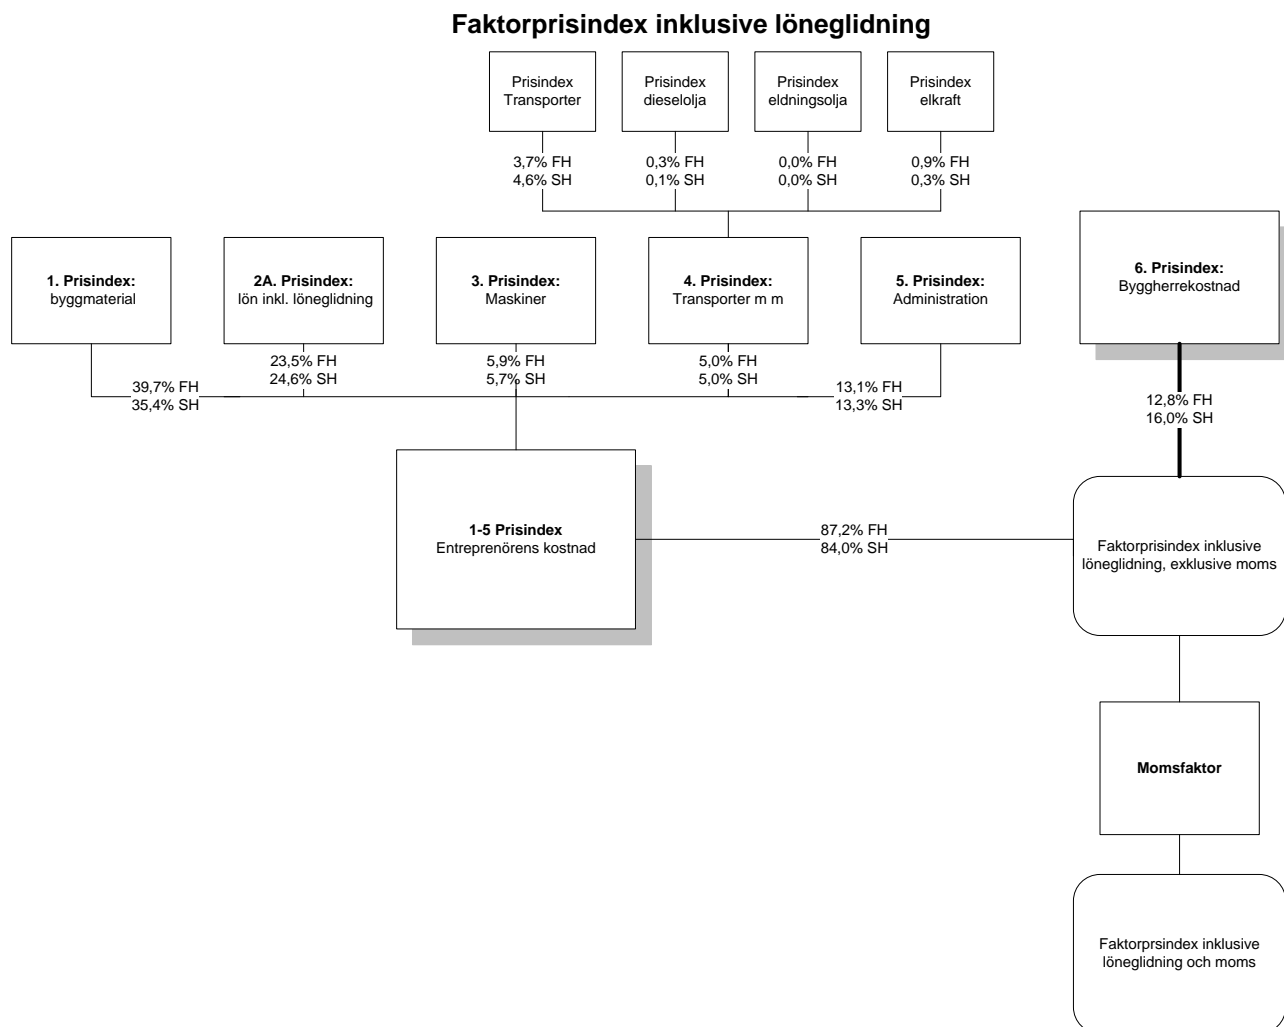 Faktorprisindex inklusive löneglidning
Prisindex
Transporter
Prisindex
dieselolja
Prisindex
eldningsolja
Prisindex
elkraft
3,7% FH
4,6% SH
0,3% FH
0,1% SH
0,0% FH
0,0% SH
0,9% FH
0,3% SH
1. Prisindex:
byggmaterial
2A. Prisindex:
lön inkl. löneglidning
3. Prisindex:
Maskiner
4. Prisindex:
Transporter m m
5. Prisindex:
Administration
6. Prisindex:
Byggherrekostnad
39,7% FH
35,4% SH
23,5% FH
24,6% SH
5,9% FH
5,7% SH
5,0% FH
5,0% SH
13,1% FH
13,3% SH
12,8% FH
16,0% SH
1-5 Prisindex
Entreprenörens kostnad
87,2% FH
84,0% SH
Faktorprisindex inklusive
löneglidning, exklusive moms
Momsfaktor
Faktorprsindex inklusive
löneglidning och moms